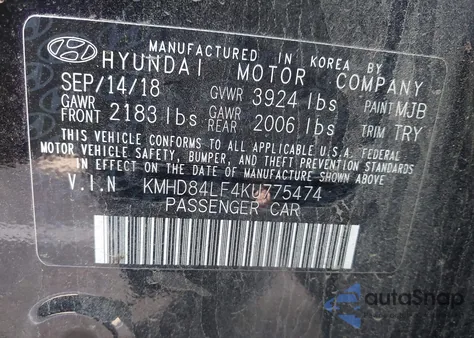 MANUFACTURED IN KOREA BY
HYUNDAI MOTOR COMPANY
SEP/14/18 GVWR 3924 lbs PAINT MJB
GAWR FRONT 2183 lbs GAWR REAR 2006 lbs TRIM TRY
THIS VEHICLE CONFORMS TO ALL APPLICABLE U.S.A. FEDERAL
MOTOR VEHICLE SAFETY, BUMPER, AND THEFT PREVENTION STANDARDS
IN EFFECT ON THE DATE OF MANUFACTURE SHOWN ABOVE
V.I.N KMHD84LF4KU775474
PASSENGER CAR
autoSnap